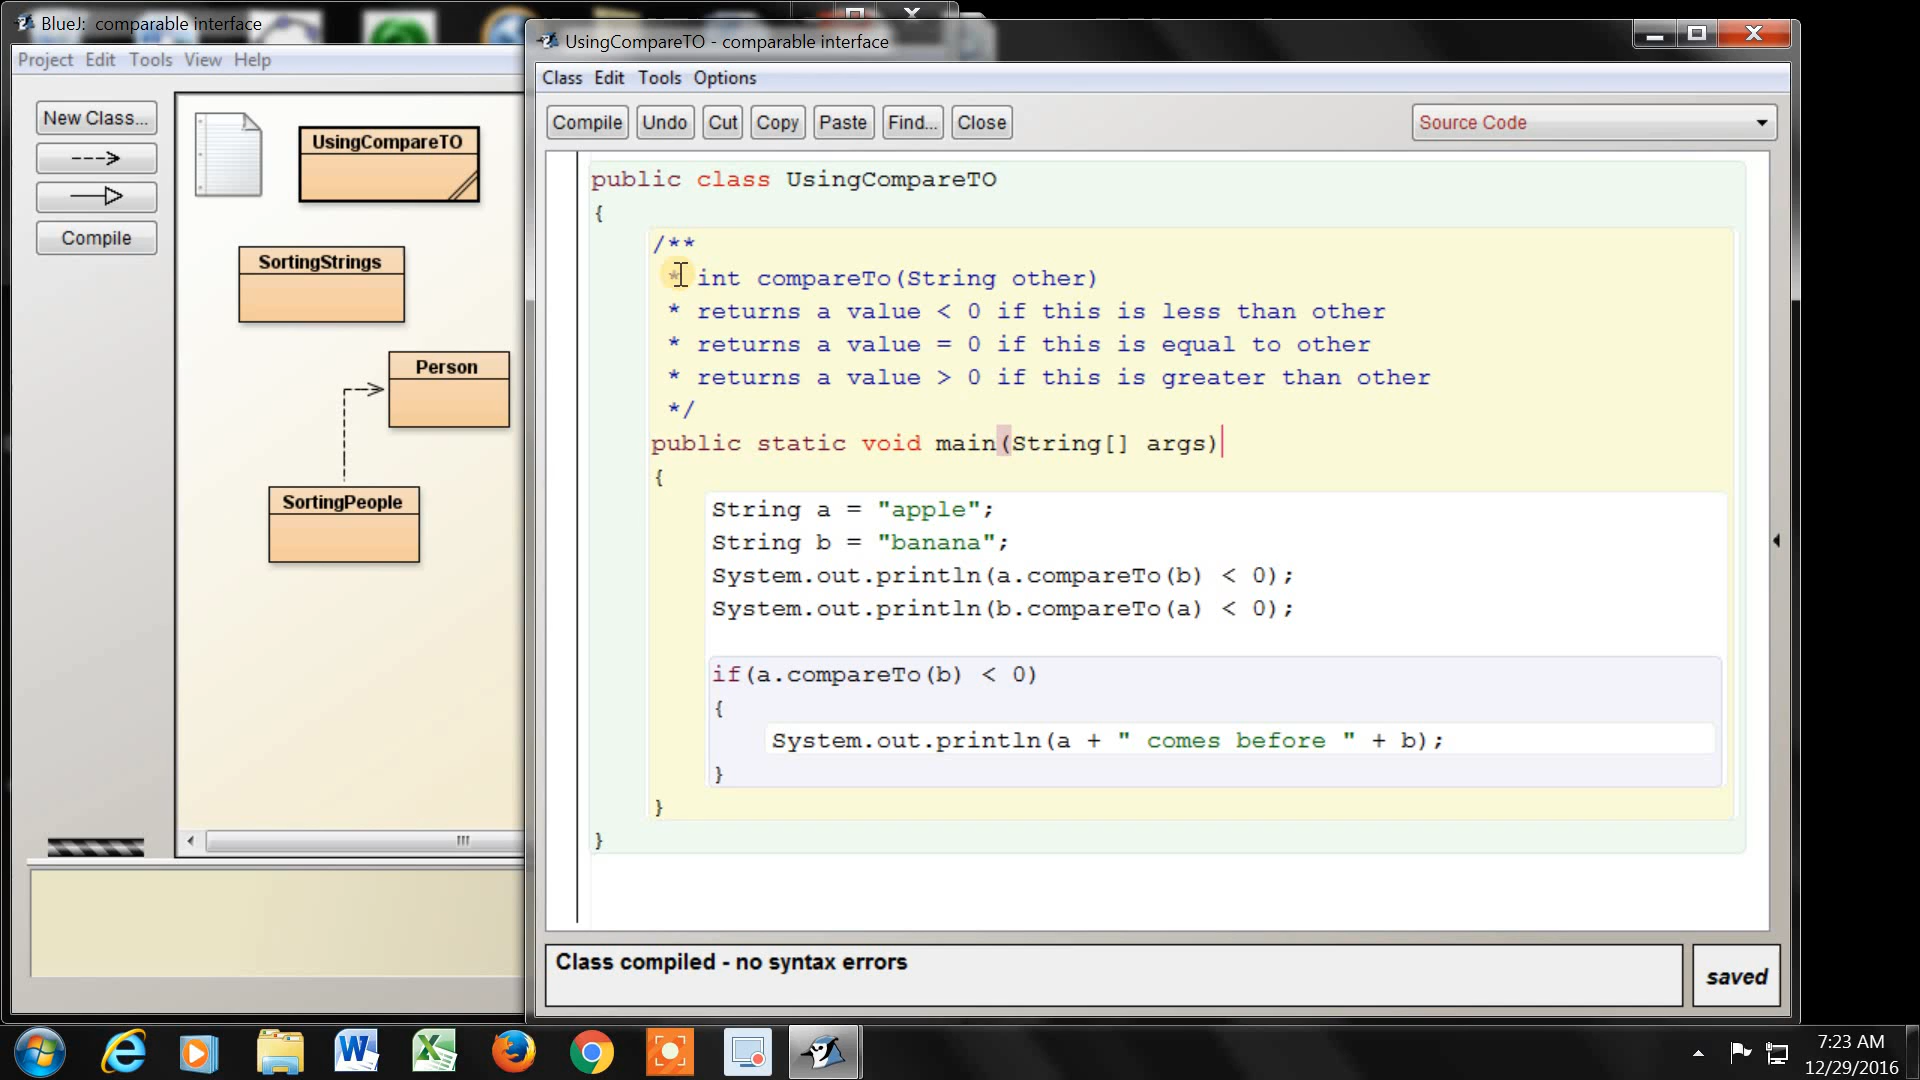 BlueJ: comparable interface
Project Edit Tools View Help
New Class...
Compile
UsingCompareTO
SortingStrings
Person
SortingPeople
UsingCompareTO - comparable interface
Class Edit Tools Options
Compile Undo Cut Copy Paste Find... Close
Source Code
public class UsingCompareTO
{
/**
* int compareTo(String other)
* returns a value < 0 if this is less than other
* returns a value = 0 if this is equal to other
* returns a value > 0 if this is greater than other
*/
public static void main(String[] args)
{
String a = "apple";
String b = "banana";
System.out.println(a.compareTo(b) < 0);
System.out.println(b.compareTo(a) < 0);
if(a.compareTo(b) < 0)
{
System.out.println(a + " comes before " + b);
}
}
}
Class compiled - no syntax errors
saved
7:23 AM
12/29/2016